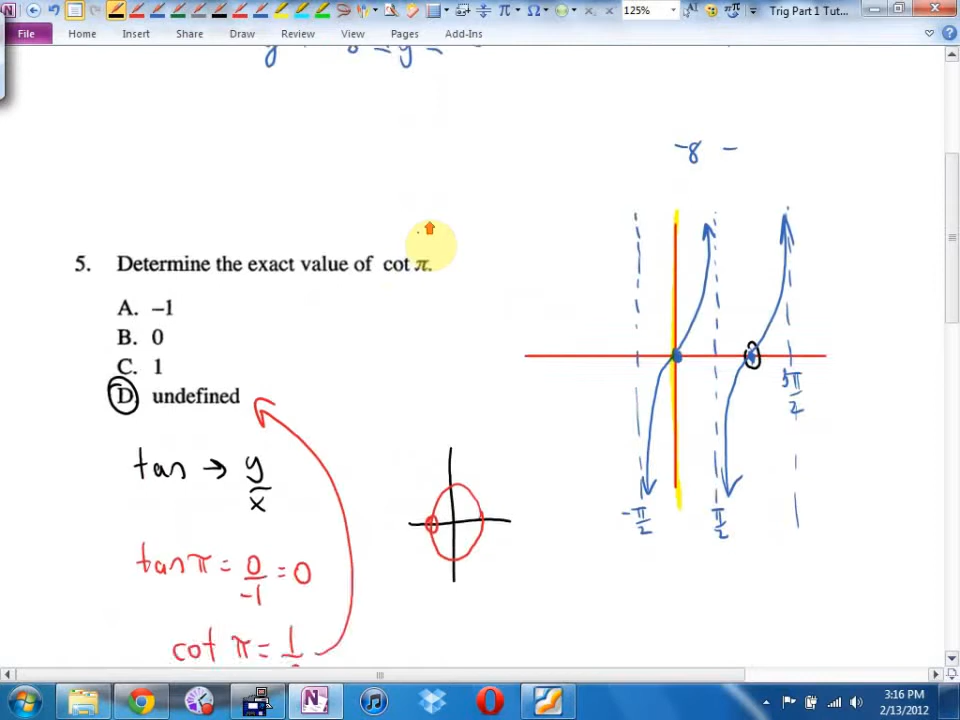 125%
Trig Part 1 Tut...
File Home Insert Share Draw Review View Pages Add-Ins
-8 -
5. Determine the exact value of cot π.
A. –1
B. 0
C. 1
D. undefined
tan → y/x
tan π = 0/-1 = 0
cot π = 1
-π/2
π/2
5π/2
3:16 PM
2/13/2012